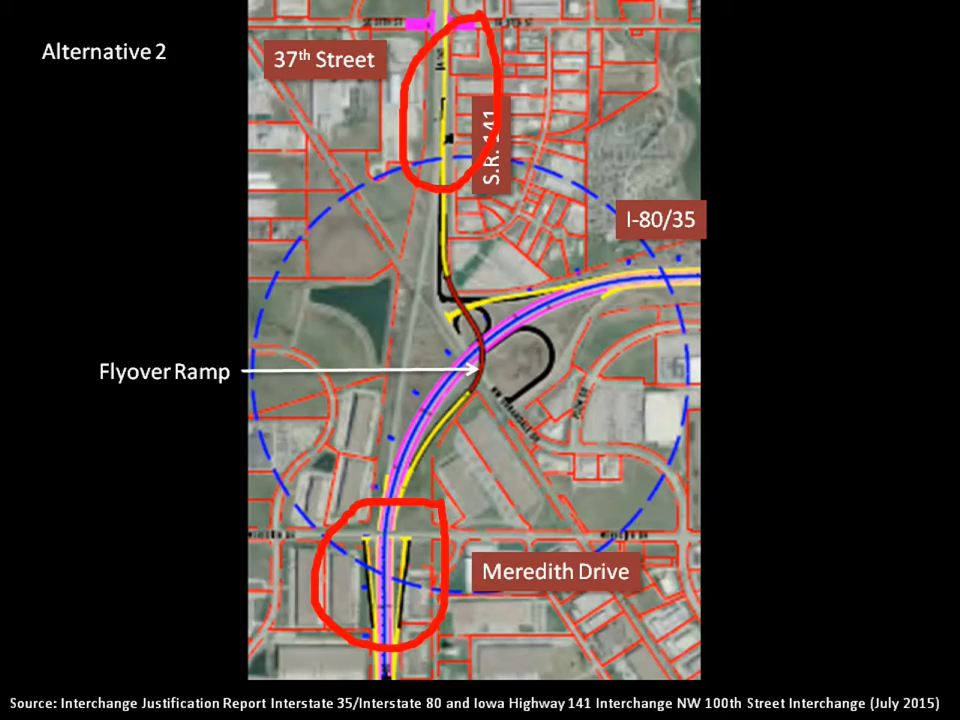 Alternative 2
37th Street
S.R. 141
I-80/35
Flyover Ramp
Meredith Drive
Source: Interchange Justification Report Interstate 35/Interstate 80 and Iowa Highway 141 Interchange NW 100th Street Interchange (July 2015)